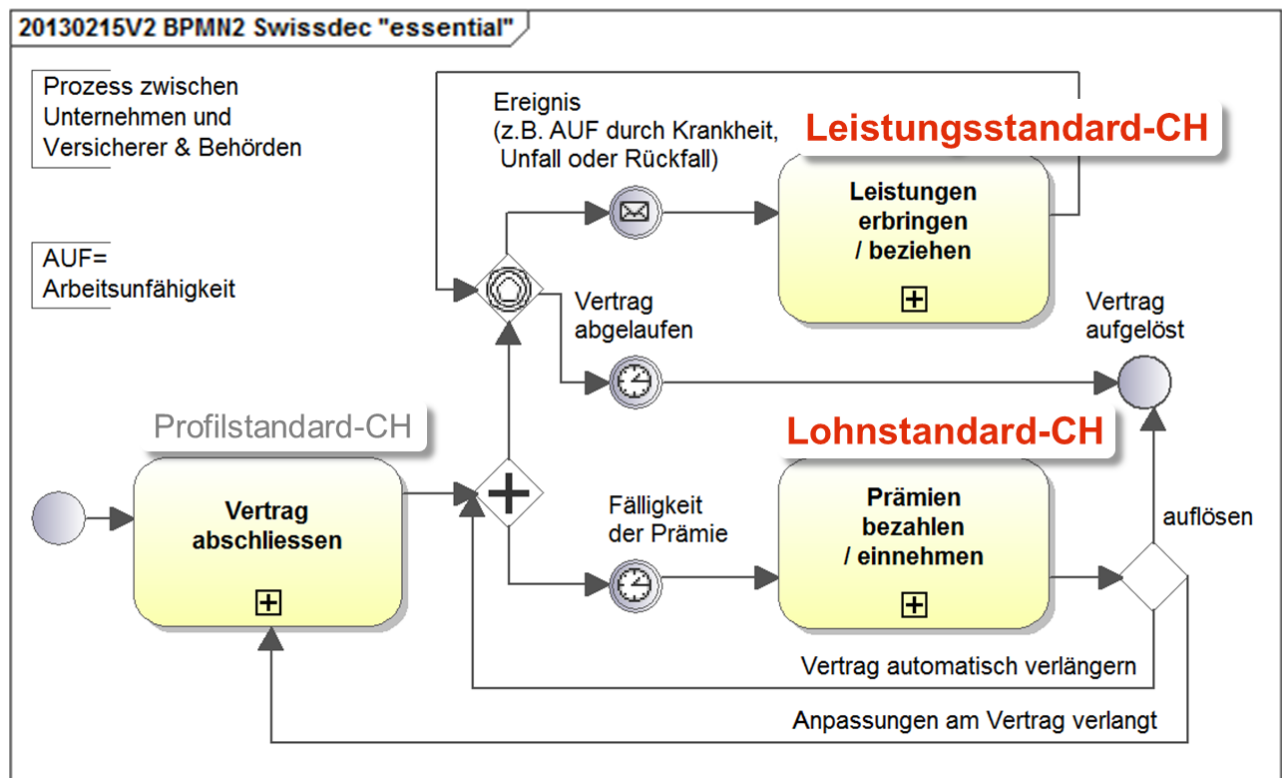 20130215V2 BPMN2 Swissdec "essential"
Prozess zwischen
Unternehmen und
Versicherer & Behörden
AUF=
Arbeitsunfähigkeit
Ereignis
(z.B. AUF durch Krankheit,
Unfall oder Rückfall)
Leistungsstandard-CH
Leistungen
erbringen
/ beziehen
Vertrag
abgelaufen
Vertrag
aufgelöst
Profilstandard-CH
Vertrag
abschliessen
Lohnstandard-CH
Fälligkeit
der Prämie
Prämien
bezahlen
/ einnehmen
auflösen
Vertrag automatisch verlängern
Anpassungen am Vertrag verlangt